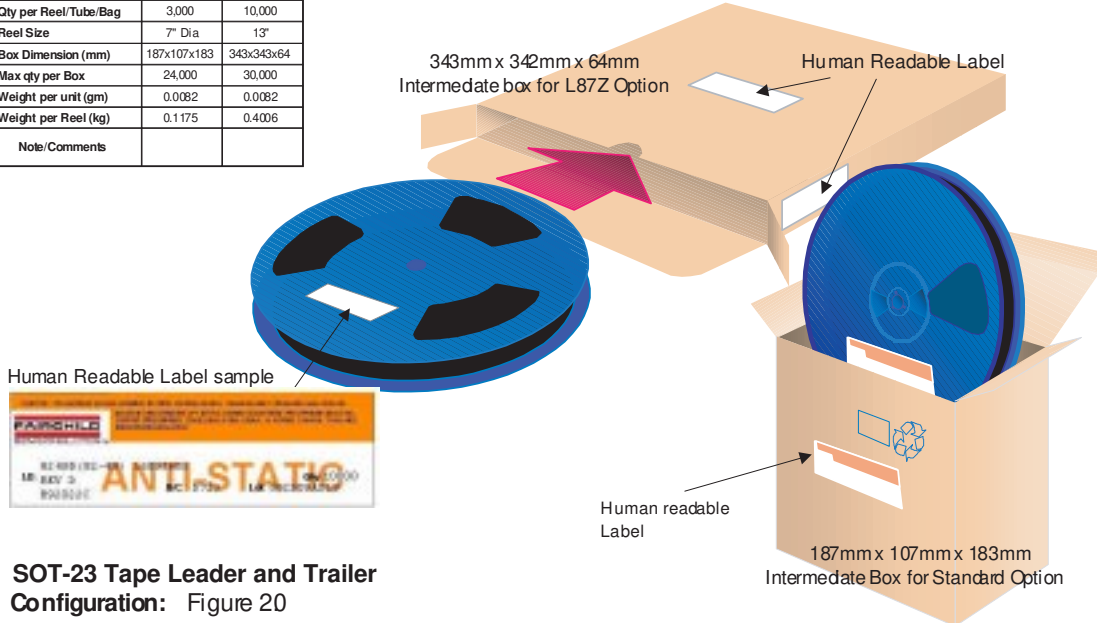 Qty per Reel/Tube/Bag 3,000 10,000
Reel Size 7" Dia 13"
Box Dimension (mm) 187x107x183 343x343x64
Max qty per Box 24,000 30,000
Weight per unit (gm) 0.0082 0.0082
Weight per Reel (kg) 0.1175 0.4006
Note/Comments
343mm x 342mm x 64mm
Intermediate box for L87Z Option
Human Readable Label
Human Readable Label sample
FAIRCHILD
ANTI-STATIC
Human readable
Label
187mm x 107mm x 183mm
Intermediate Box for Standard Option
SOT-23 Tape Leader and Trailer
Configuration: Figure 20